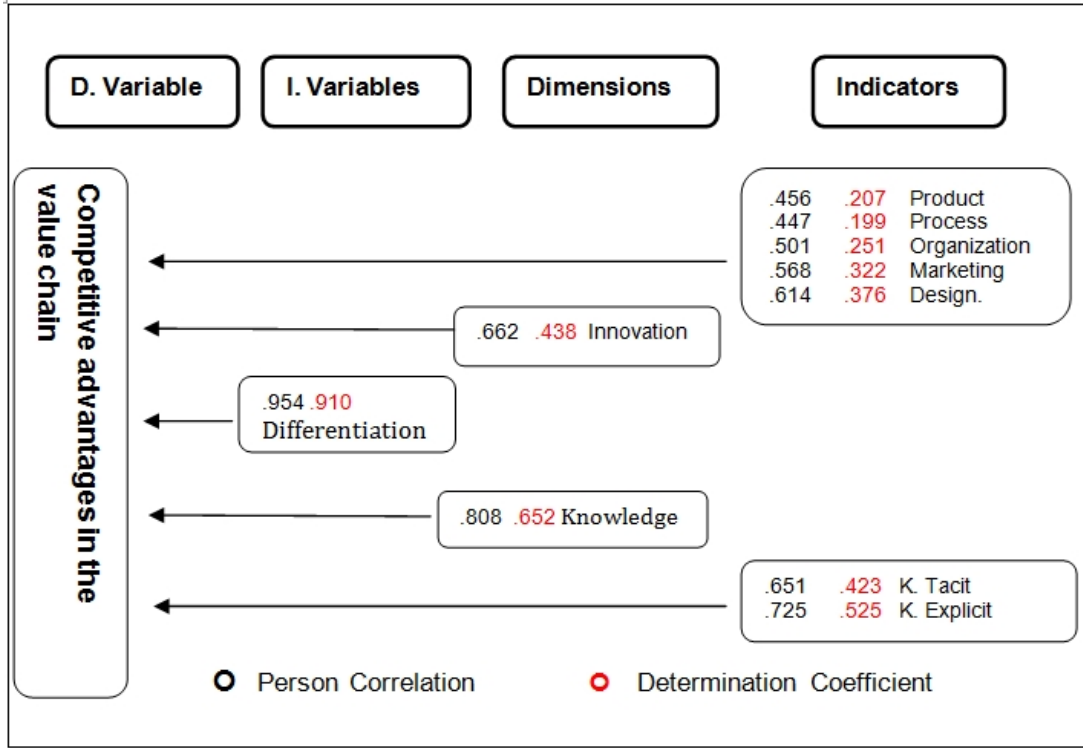 D. Variable
I. Variables
Dimensions
Indicators
Competitive advantages in the
value chain
.456 .207 Product
.447 .199 Process
.501 .251 Organization
.568 .322 Marketing
.614 .376 Design.
.662 .438 Innovation
.954 .910
Differentiation
.808 .652 Knowledge
.651 .423 K. Tacit
.725 .525 K. Explicit
Person Correlation
Determination Coefficient